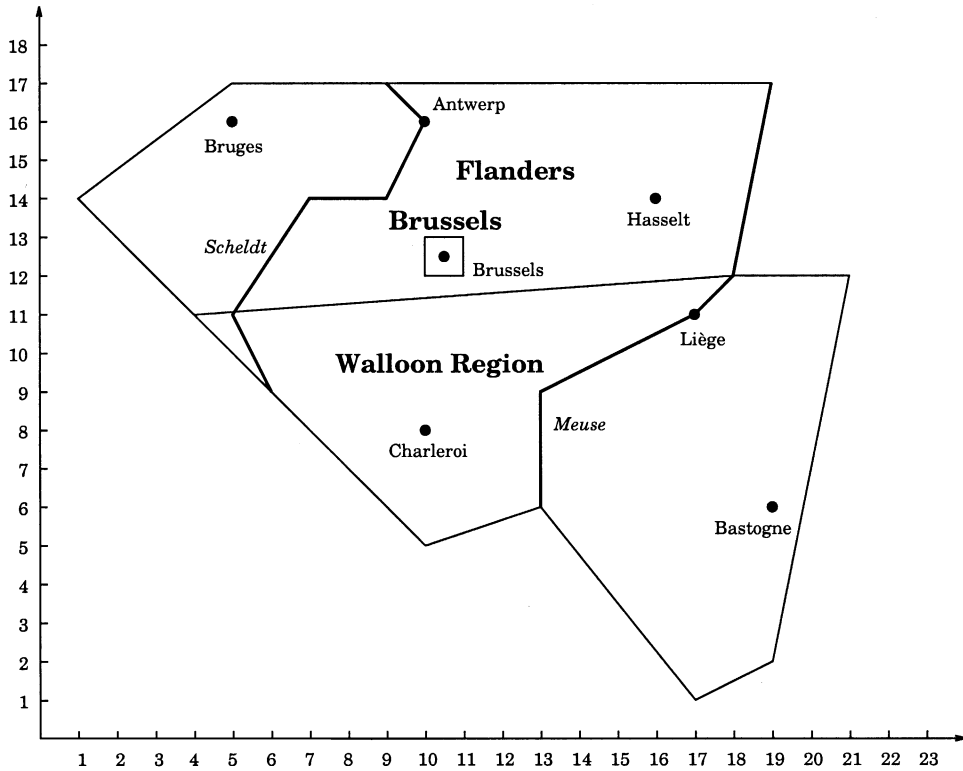 18
17
16
15
14
13
12
11
10
9
8
7
6
5
4
3
2
1
Antwerp
Bruges
Flanders
Hasselt
Brussels
Scheldt
Brussels
Liège
Walloon Region
Meuse
Charleroi
Bastogne
1 2 3 4 5 6 7 8 9 10 11 12 13 14 15 16 17 18 19 20 21 22 23